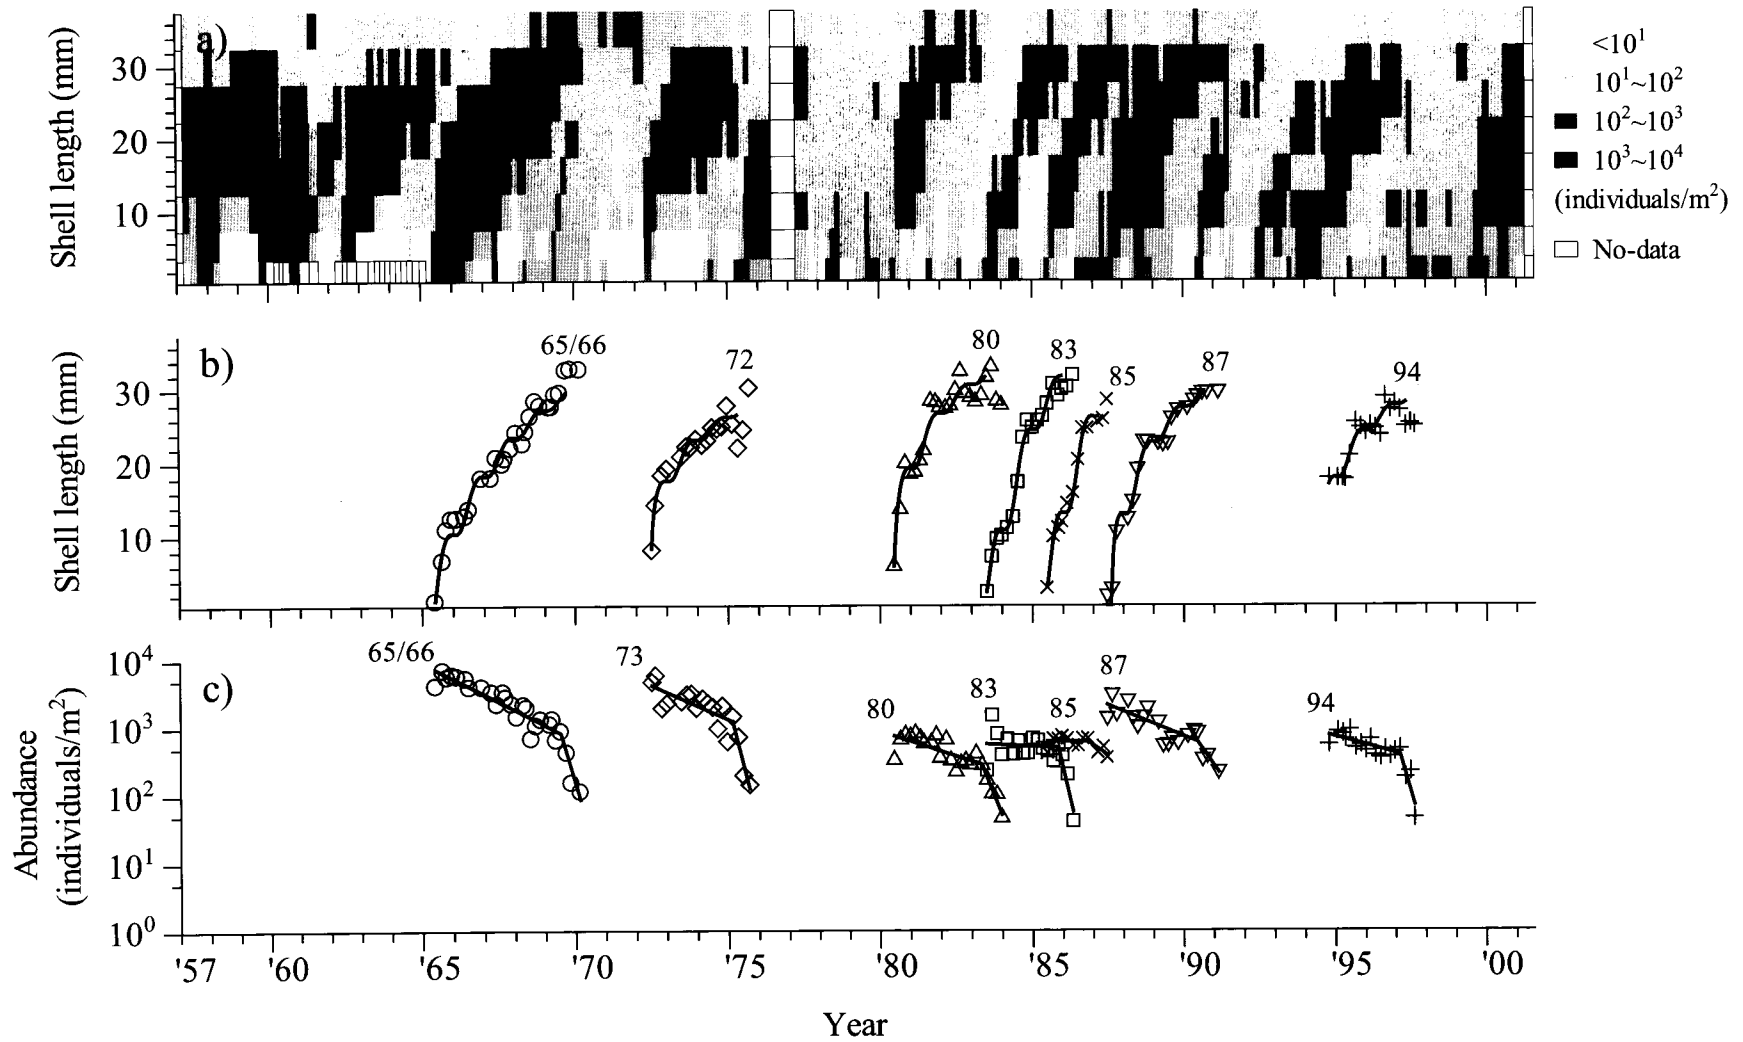 a)
Shell length (mm)
30
20
10
<10¹
10¹~10²
10²~10³
10³~10⁴
(individuals/m²)
No-data
b)
Shell length (mm)
30
20
10
65/66
72
80
83
85
87
94
c)
Abundance
(individuals/m²)
10⁴
10³
10²
10¹
10⁰
65/66
73
80
83
85
87
94
'57 '60 '65 '70 '75 '80 '85 '90 '95 '00
Year